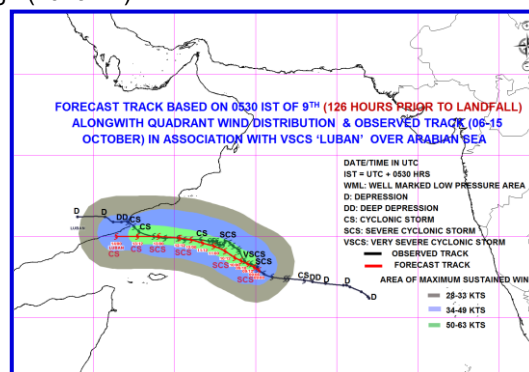 FORECAST TRACK BASED ON 0530 IST OF 9TH (126 HOURS PRIOR TO LANDFALL)
ALONGWITH QUADRANT WIND DISTRIBUTION & OBSERVED TRACK (06-15
OCTOBER) IN ASSOCIATION WITH VSCS ‘LUBAN’ OVER ARABIAN SEA
DATE/TIME IN UTC
IST = UTC + 0530 HRS
WML: WELL MARKED LOW PRESSURE AREA
D: DEPRESSION
DD: DEEP DEPRESSION
CS: CYCLONIC STORM
SCS: SEVERE CYCLONIC STORM
VSCS: VERY SEVERE CYCLONIC STORM
OBSERVED TRACK
FORECAST TRACK
AREA OF MAXIMUM SUSTAINED WIN
28-33 KTS
34-49 KTS
50-63 KTS
D
D
DD
CS
CS
SCS
VSCS
SCS
CS
DD
D
D
D
CS
SCS
SCS
SCS
SCS